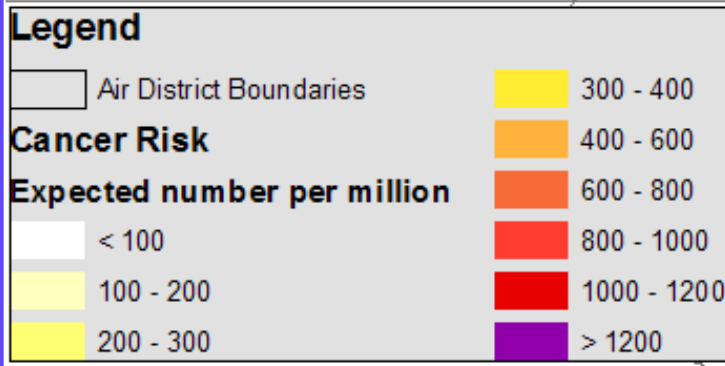 Legend
Air District Boundaries
Cancer Risk
Expected number per million
< 100
100 - 200
200 - 300
300 - 400
400 - 600
600 - 800
800 - 1000
1000 - 1200
> 1200